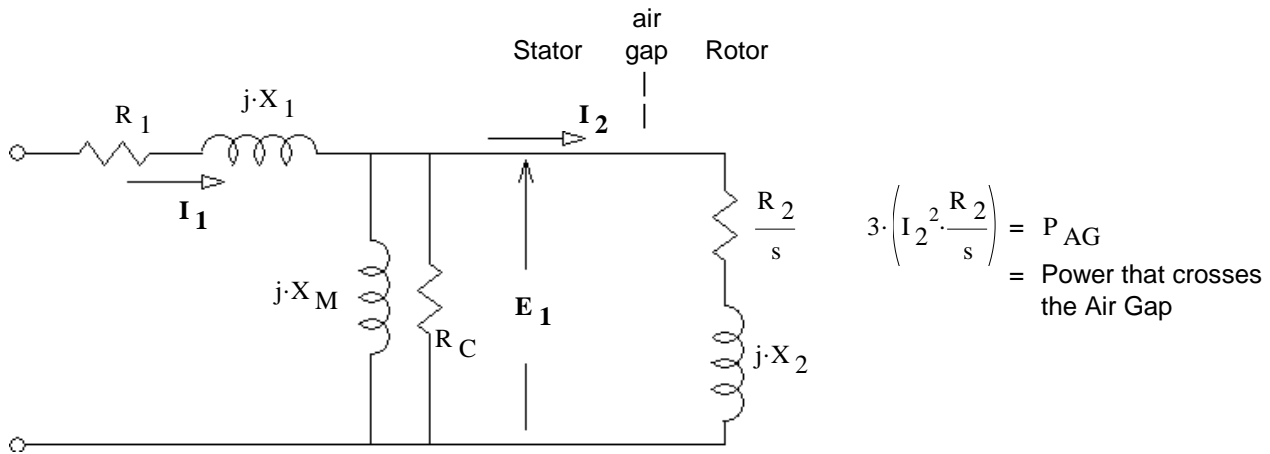 air
Stator gap Rotor
j·X 1
R 1
I 2
I 1
R 2
s
3·(I 2 ²· R 2 / s) = P AG
= Power that crosses
the Air Gap
j·X M
E 1
R C
j·X 2